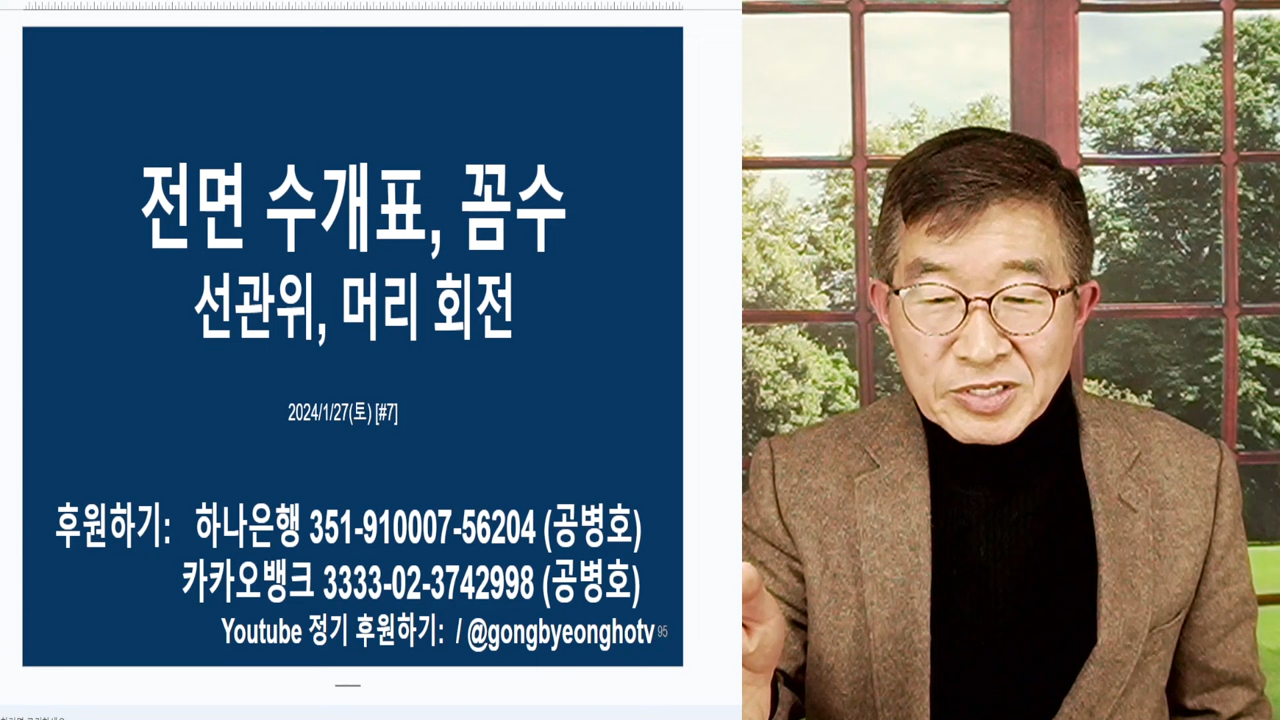 전면 수개표, 꼼수
선관위, 머리 회전
2024/1/27(토) [#7]
후원하기: 하나은행 351-910007-56204 (공병호)
카카오뱅크 3333-02-3742998 (공병호)
Youtube 정기 후원하기: / @gongbyeonghotv
95